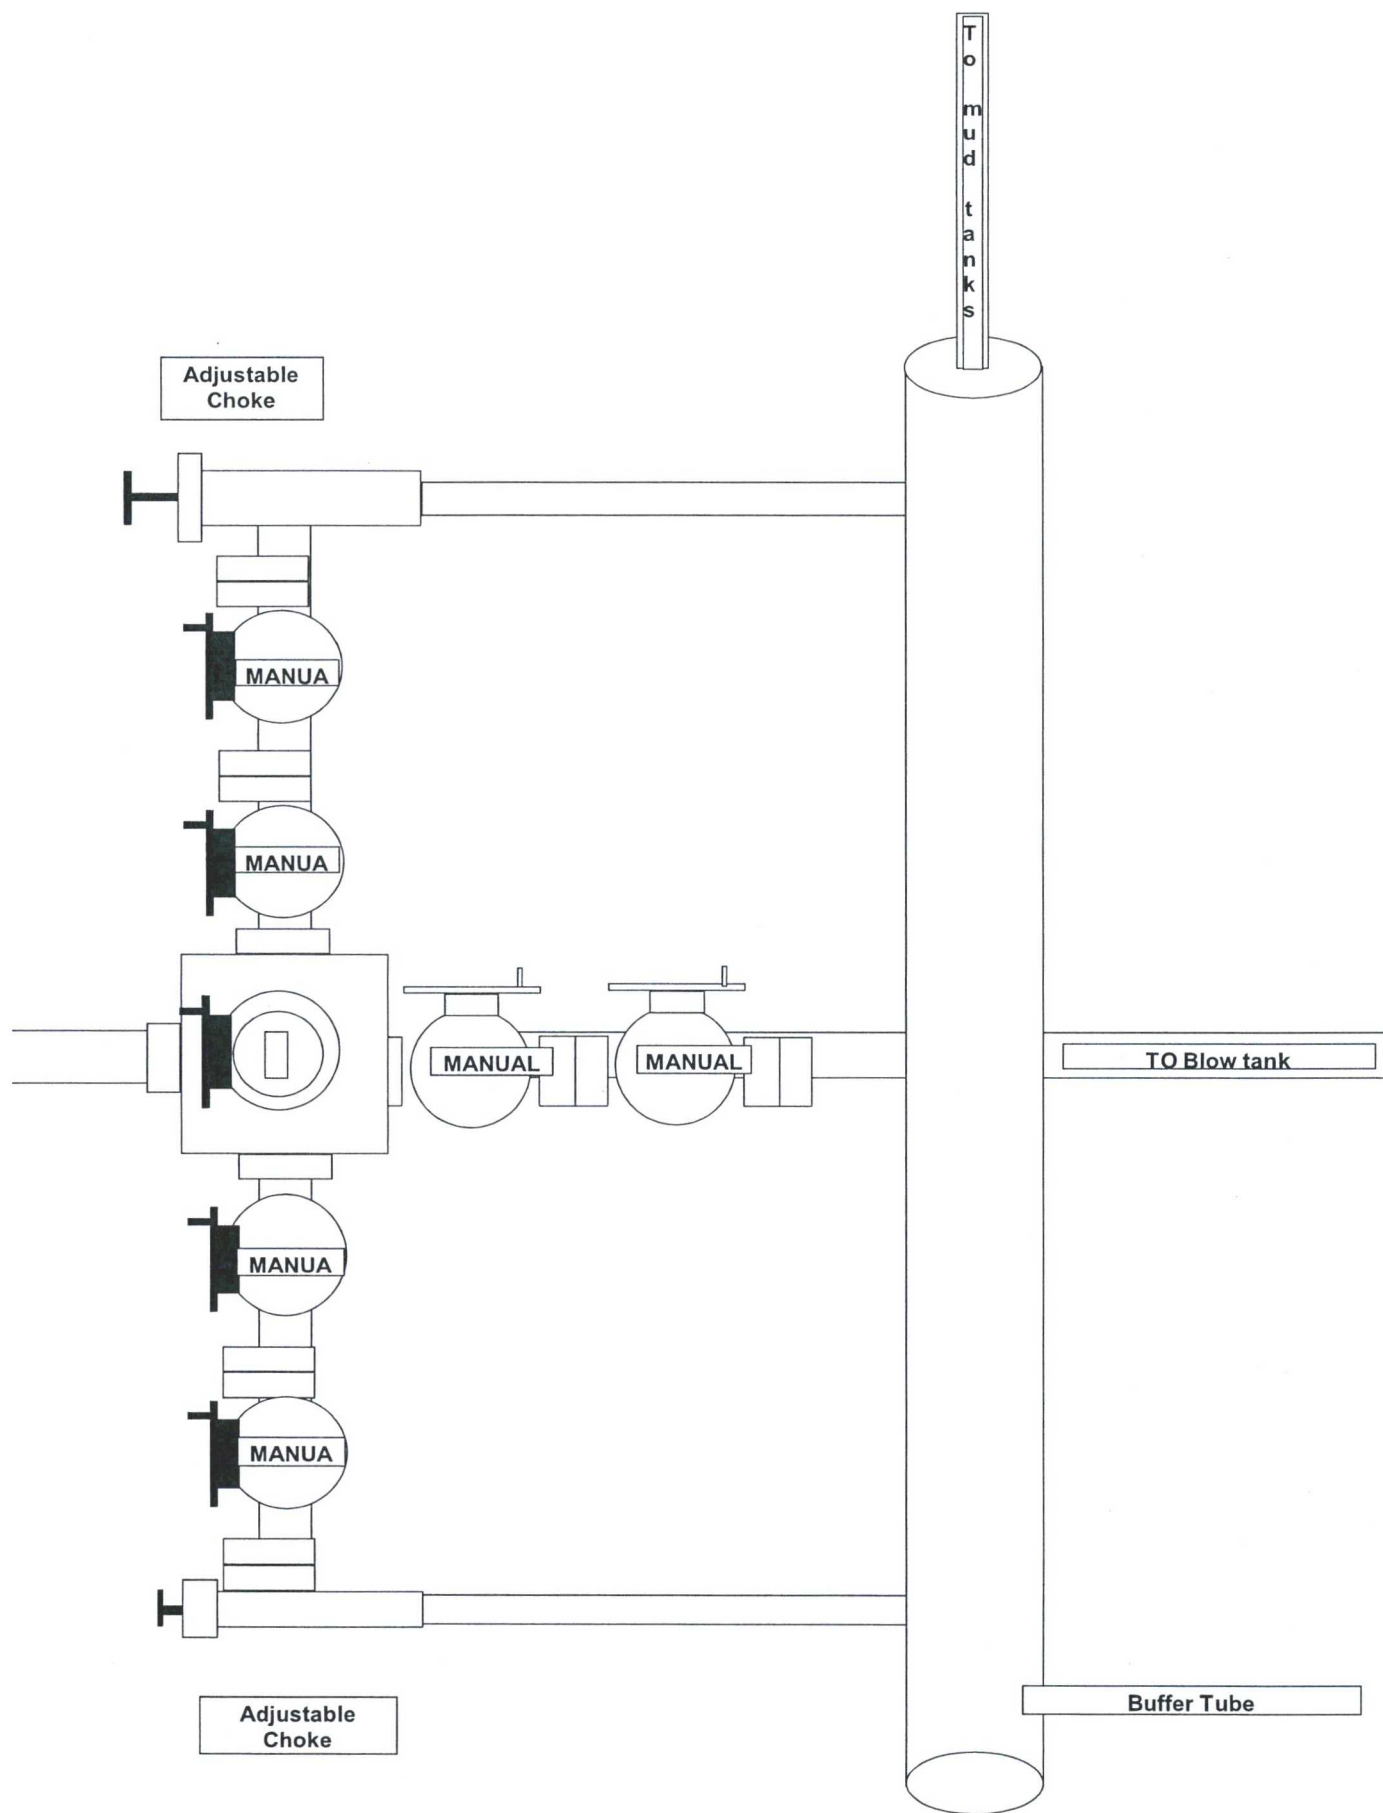 To mud tanks
Adjustable
Choke
MANUA
MANUA
MANUAL
MANUAL
TO Blow tank
MANUA
MANUA
Buffer Tube
Adjustable
Choke